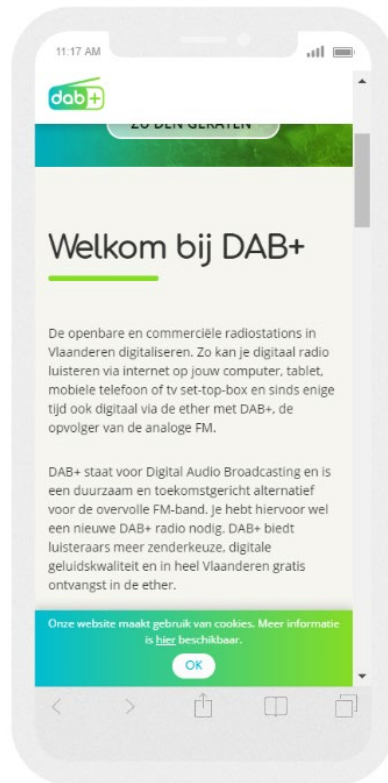 11:17 AM
dab+
ZU DEN GERÄTEN
Welkom bij DAB+
De openbare en commerciële radiostations in
Vlaanderen digitaliseren. Zo kan je digitaal radio
luisteren via internet op jouw computer, tablet,
mobiele telefoon of tv set-top-box en sinds enige
tijd ook digitaal via de ether met DAB+, de
opvolger van de analoge FM.
DAB+ staat voor Digital Audio Broadcasting en is
een duurzaam en toekomstgericht alternatief
voor de overvolle FM-band. Je hebt hiervoor wel
een nieuwe DAB+ radio nodig. DAB+ biedt
luisteraars meer zenderkeuze, digitale
geluidskwaliteit en in heel Vlaanderen gratis
ontvangst in de ether.
Onze website maakt gebruik van cookies. Meer informatie
is hier beschikbaar.
OK